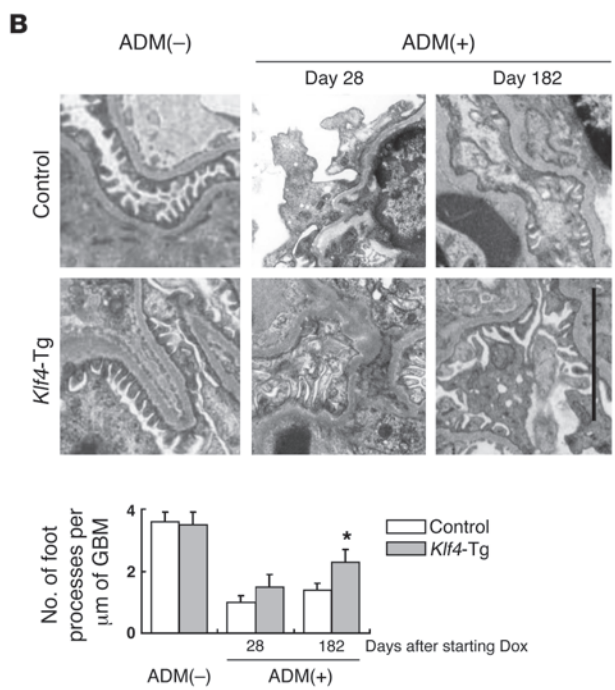 B
ADM(–)
ADM(+)
Day 28
Day 182
Control
Klf4-Tg
No. of foot
processes per
μm of GBM
4
2
0
*
Control
Klf4-Tg
28
182
Days after starting Dox
ADM(–)
ADM(+)